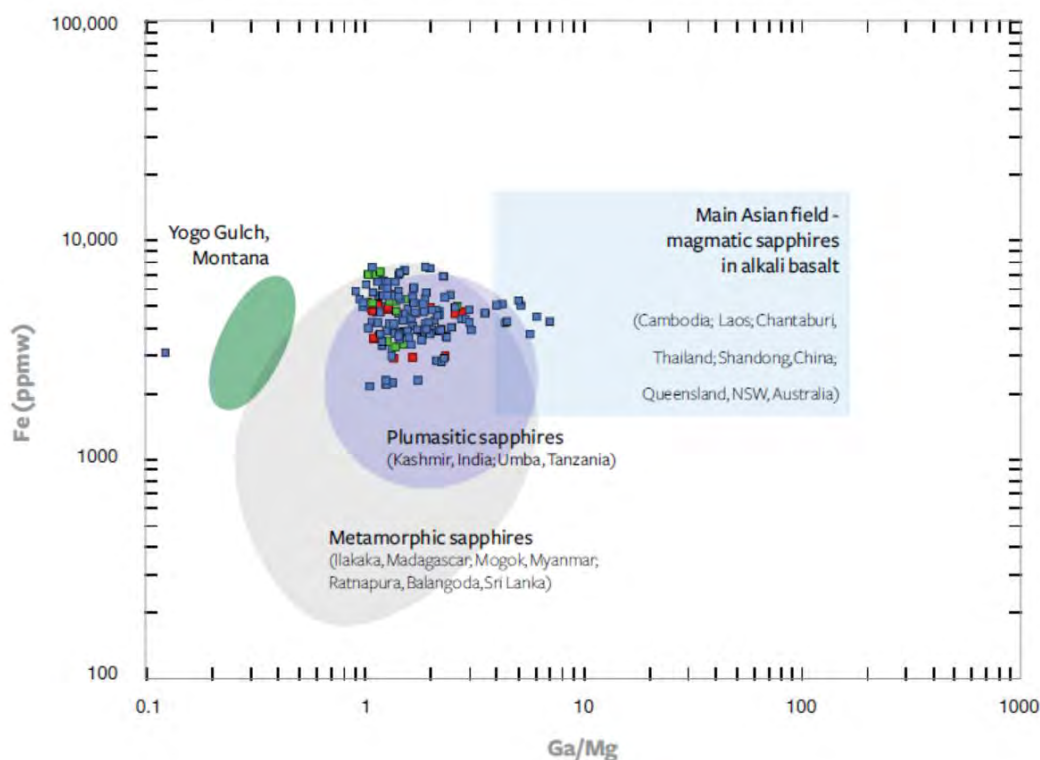 100,000
10,000
1000
100
Fe (ppmw)
Yogo Gulch,
Montana
Main Asian field -
magmatic sapphires
in alkali basalt
(Cambodia; Laos; Chantaburi,
Thailand; Shandong, China;
Queensland, NSW, Australia)
Plumasitic sapphires
(Kashmir, India; Umba, Tanzania)
Metamorphic sapphires
(Ilakaka, Madagascar; Mogok, Myanmar;
Ratnapura, Balangoda, Sri Lanka)
0.1 1 10 100 1000
Ga/Mg